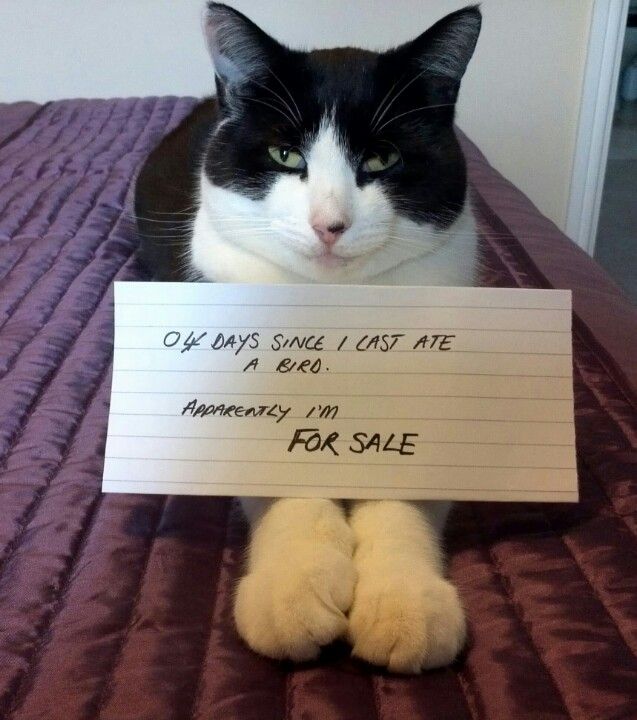 04 DAYS SINCE I LAST ATE
A BIRD.
APPARENTLY I'M
FOR SALE